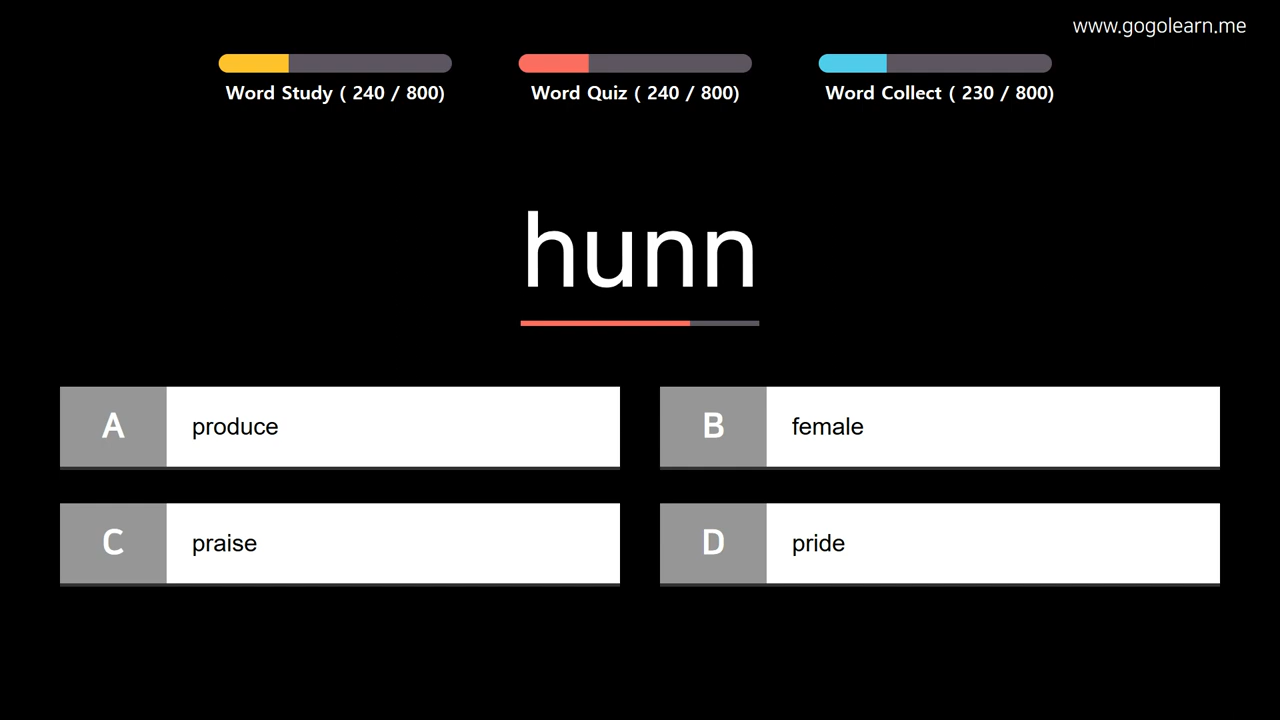 www.gogolearn.me
Word Study ( 240 / 800)
Word Quiz ( 240 / 800)
Word Collect ( 230 / 800)
hunn
A produce
B female
C praise
D pride